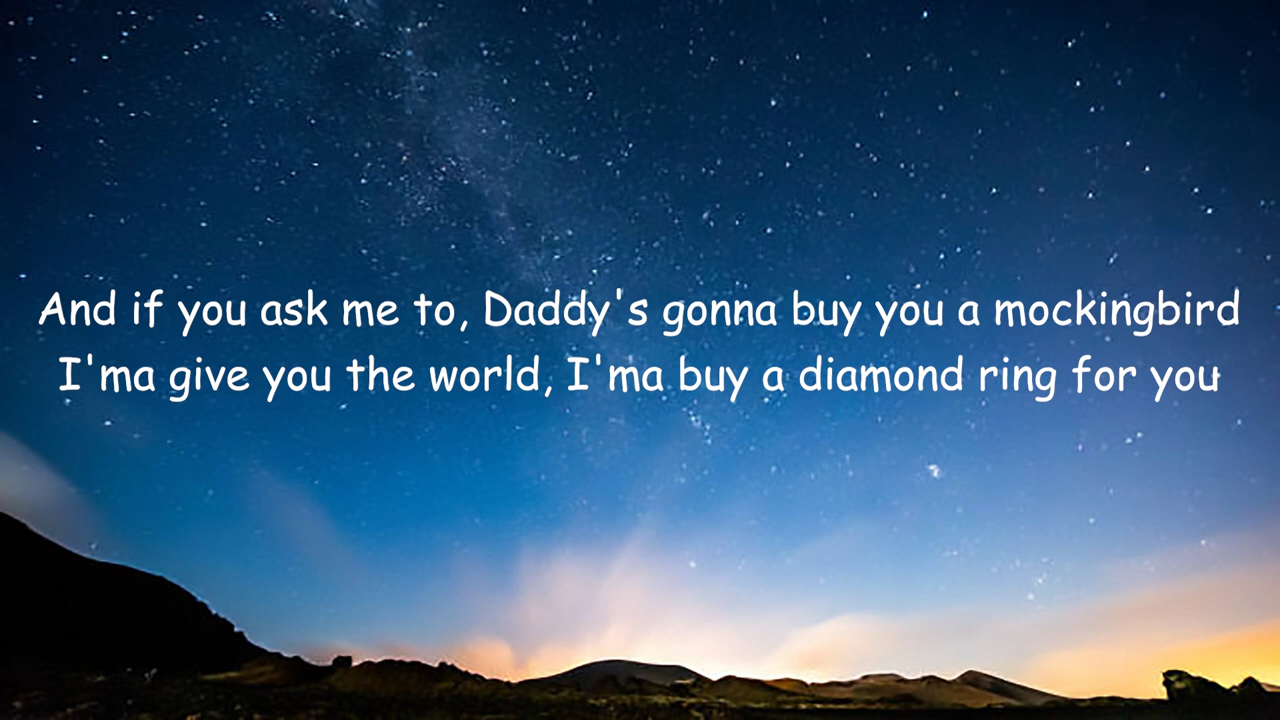 And if you ask me to, Daddy's gonna buy you a mockingbird
I'ma give you the world, I'ma buy a diamond ring for you